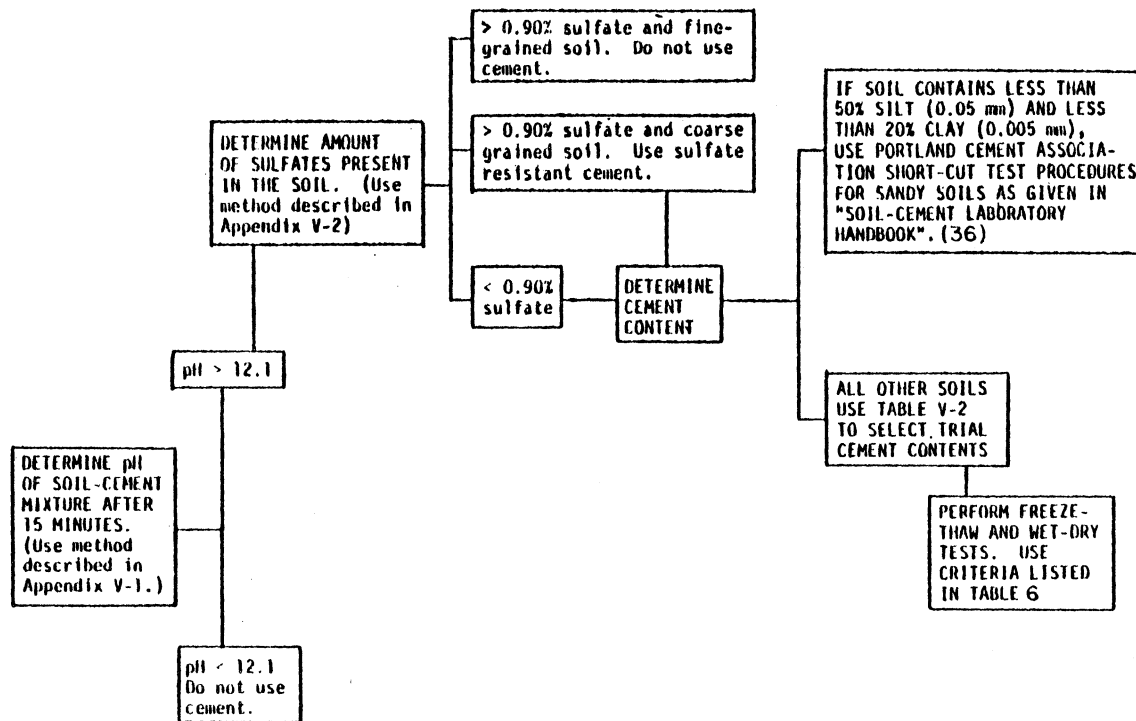 > 0.90% sulfate and fine-
grained soil. Do not use
cement.
DETERMINE AMOUNT
OF SULFATES PRESENT
IN THE SOIL. (Use
method described in
Appendix V-2)
> 0.90% sulfate and coarse
grained soil. Use sulfate
resistant cement.
IF SOIL CONTAINS LESS THAN
50% SILT (0.05 mm) AND LESS
THAN 20% CLAY (0.005 mm),
USE PORTLAND CEMENT ASSOCIA-
TION SHORT-CUT TEST PROCEDURES
FOR SANDY SOILS AS GIVEN IN
"SOIL-CEMENT LABORATORY
HANDBOOK". (36)
< 0.90%
sulfate
DETERMINE
CEMENT
CONTENT
pH > 12.1
ALL OTHER SOILS
USE TABLE V-2
TO SELECT TRIAL
CEMENT CONTENTS
DETERMINE pH
OF SOIL-CEMENT
MIXTURE AFTER
15 MINUTES.
(Use method
described in
Appendix V-1.)
PERFORM FREEZE-
THAW AND WET-DRY
TESTS. USE
CRITERIA LISTED
IN TABLE 6
pH < 12.1
Do not use
cement.